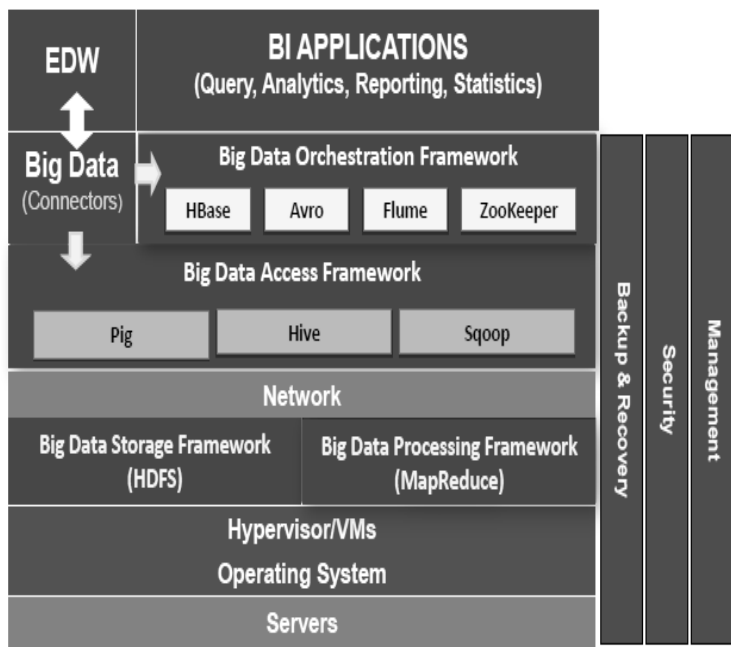 EDW
BI APPLICATIONS
(Query, Analytics, Reporting, Statistics)
Big Data
(Connectors)
Big Data Orchestration Framework
HBase
Avro
Flume
ZooKeeper
Big Data Access Framework
Pig
Hive
Sqoop
Network
Big Data Storage Framework
(HDFS)
Big Data Processing Framework
(MapReduce)
Hypervisor/VMs
Operating System
Servers
Backup & Recovery
Security
Management